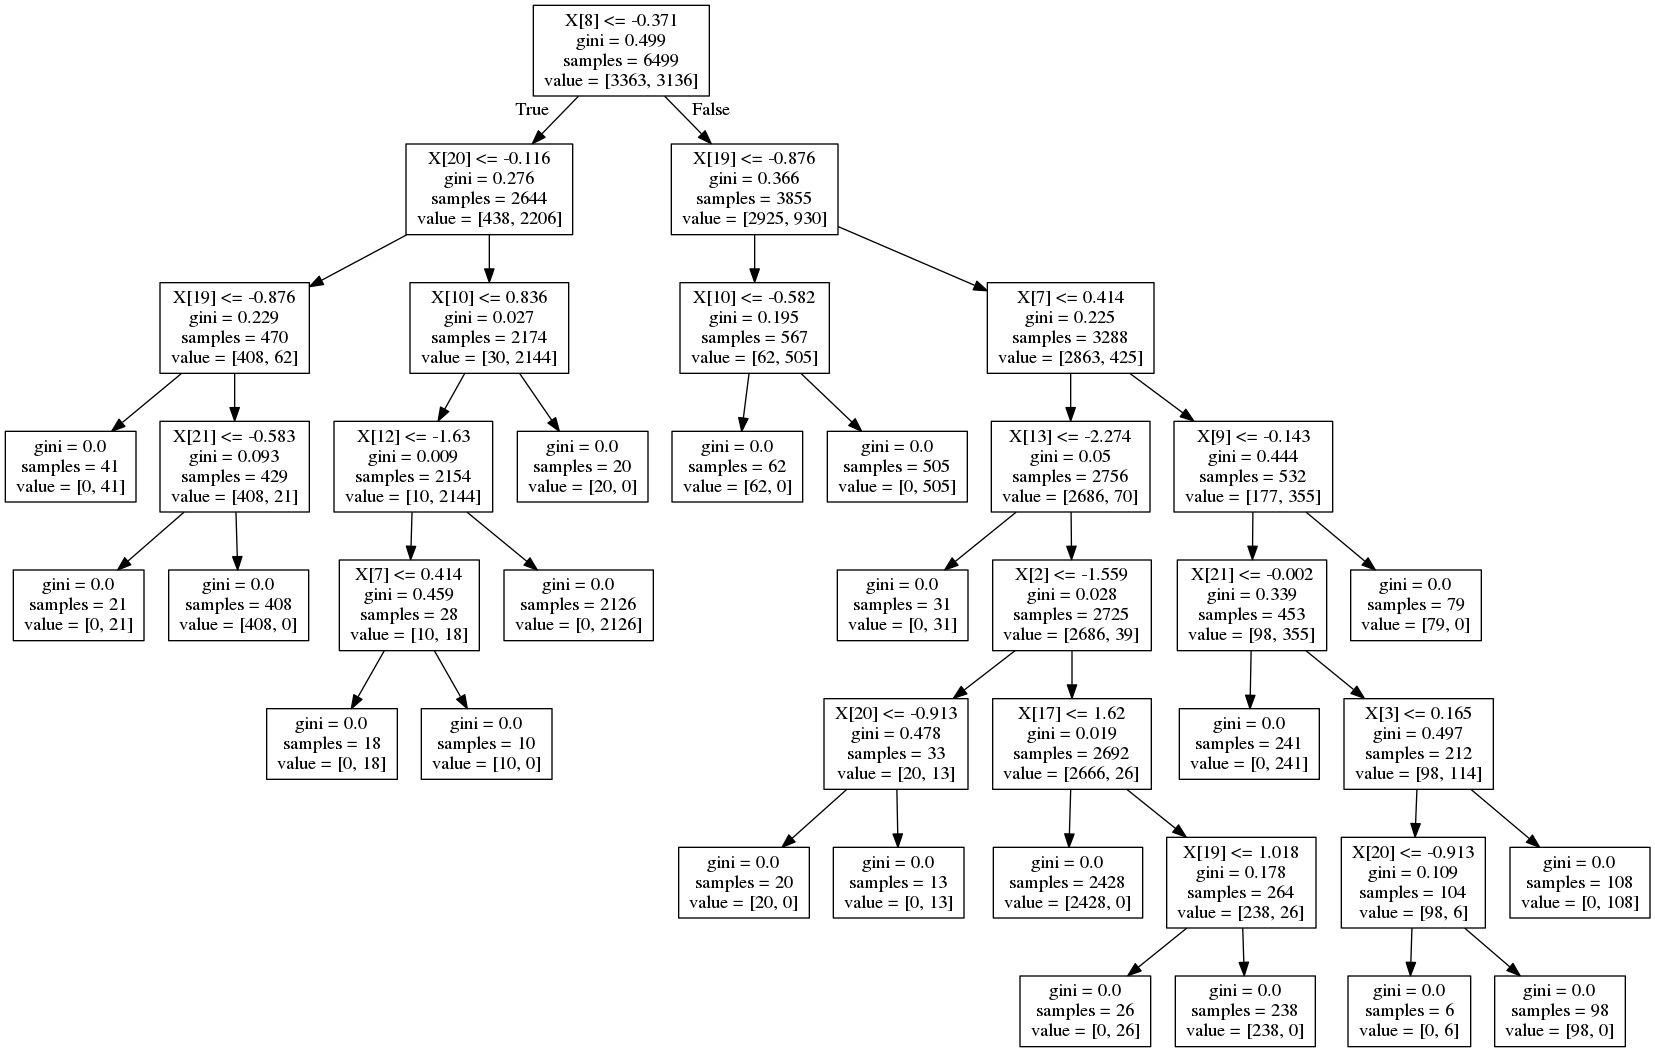 X[8] <= -0.371
gini = 0.499
samples = 6499
value = [3363, 3136]
True
False
X[20] <= -0.116
gini = 0.276
samples = 2644
value = [438, 2206]
X[19] <= -0.876
gini = 0.366
samples = 3855
value = [2925, 930]
X[19] <= -0.876
gini = 0.229
samples = 470
value = [408, 62]
X[10] <= 0.836
gini = 0.027
samples = 2174
value = [30, 2144]
X[10] <= -0.582
gini = 0.195
samples = 567
value = [62, 505]
X[7] <= 0.414
gini = 0.225
samples = 3288
value = [2863, 425]
gini = 0.0
samples = 41
value = [0, 41]
X[21] <= -0.583
gini = 0.093
samples = 429
value = [408, 21]
X[12] <= -1.63
gini = 0.009
samples = 2154
value = [10, 2144]
gini = 0.0
samples = 20
value = [20, 0]
gini = 0.0
samples = 62
value = [62, 0]
gini = 0.0
samples = 505
value = [0, 505]
X[13] <= -2.274
gini = 0.05
samples = 2756
value = [2686, 70]
X[9] <= -0.143
gini = 0.444
samples = 532
value = [177, 355]
gini = 0.0
samples = 21
value = [0, 21]
gini = 0.0
samples = 408
value = [408, 0]
X[7] <= 0.414
gini = 0.459
samples = 28
value = [10, 18]
gini = 0.0
samples = 2126
value = [0, 2126]
gini = 0.0
samples = 31
value = [0, 31]
X[2] <= -1.559
gini = 0.028
samples = 2725
value = [2686, 39]
X[21] <= -0.002
gini = 0.339
samples = 453
value = [98, 355]
gini = 0.0
samples = 79
value = [79, 0]
gini = 0.0
samples = 18
value = [0, 18]
gini = 0.0
samples = 10
value = [10, 0]
X[20] <= -0.913
gini = 0.478
samples = 33
value = [20, 13]
X[17] <= 1.62
gini = 0.019
samples = 2692
value = [2666, 26]
gini = 0.0
samples = 241
value = [0, 241]
X[3] <= 0.165
gini = 0.497
samples = 212
value = [98, 114]
gini = 0.0
samples = 20
value = [20, 0]
gini = 0.0
samples = 13
value = [0, 13]
gini = 0.0
samples = 2428
value = [2428, 0]
X[19] <= 1.018
gini = 0.178
samples = 264
value = [238, 26]
X[20] <= -0.913
gini = 0.109
samples = 104
value = [98, 6]
gini = 0.0
samples = 108
value = [0, 108]
gini = 0.0
samples = 26
value = [0, 26]
gini = 0.0
samples = 238
value = [238, 0]
gini = 0.0
samples = 6
value = [0, 6]
gini = 0.0
samples = 98
value = [98, 0]